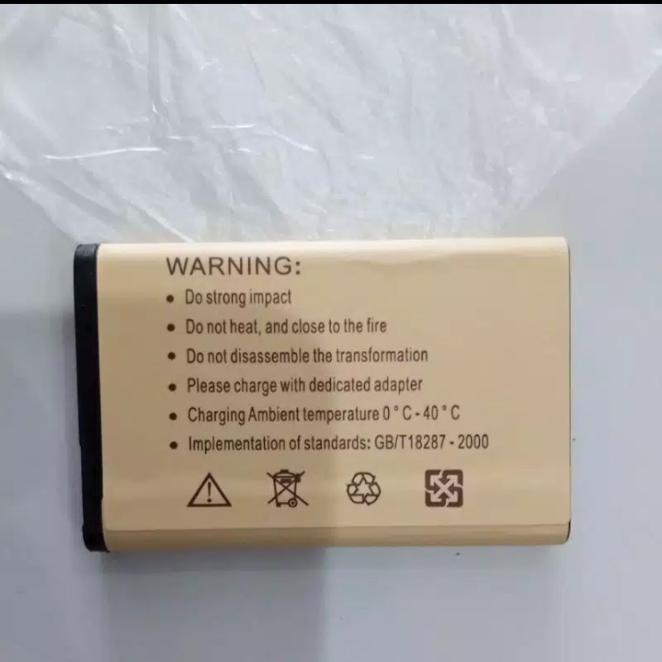 WARNING:
• Do strong impact
• Do not heat, and close to the fire
• Do not disassemble the transformation
• Please charge with dedicated adapter
• Charging Ambient temperature 0°C-40°C
• Implementation of standards: GB/T18287-2000